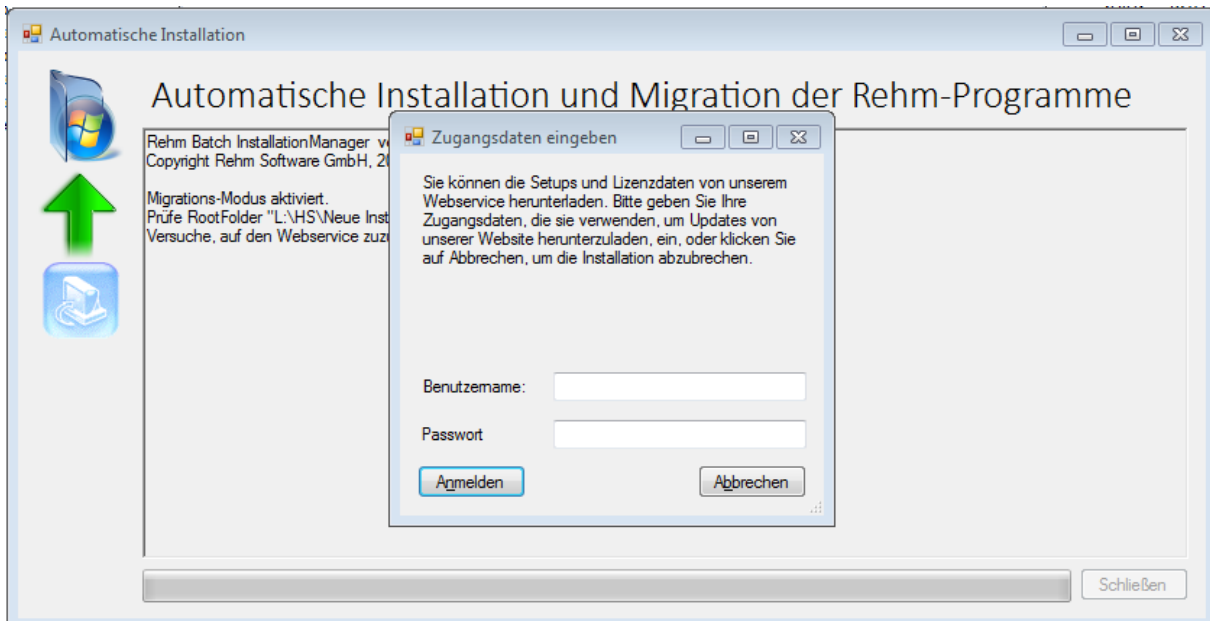 Automatische Installation
Automatische Installation und Migration der Rehm-Programme
Rehm Batch InstallationManager
Copyright Rehm Software GmbH,
Migrations-Modus aktiviert.
Prüfe RootFolder "L:\HS\Neue
Versuche, auf den Webservice
Zugangsdaten eingeben
Sie können die Setups und Lizenzdaten von unserem
Webservice herunterladen. Bitte geben Sie Ihre
Zugangsdaten, die sie verwenden, um Updates von
unserer Website herunterzuladen, ein, oder klicken Sie
auf Abbrechen, um die Installation abzubrechen.
Benutzername:
Passwort
Anmelden
Abbrechen
Schließen